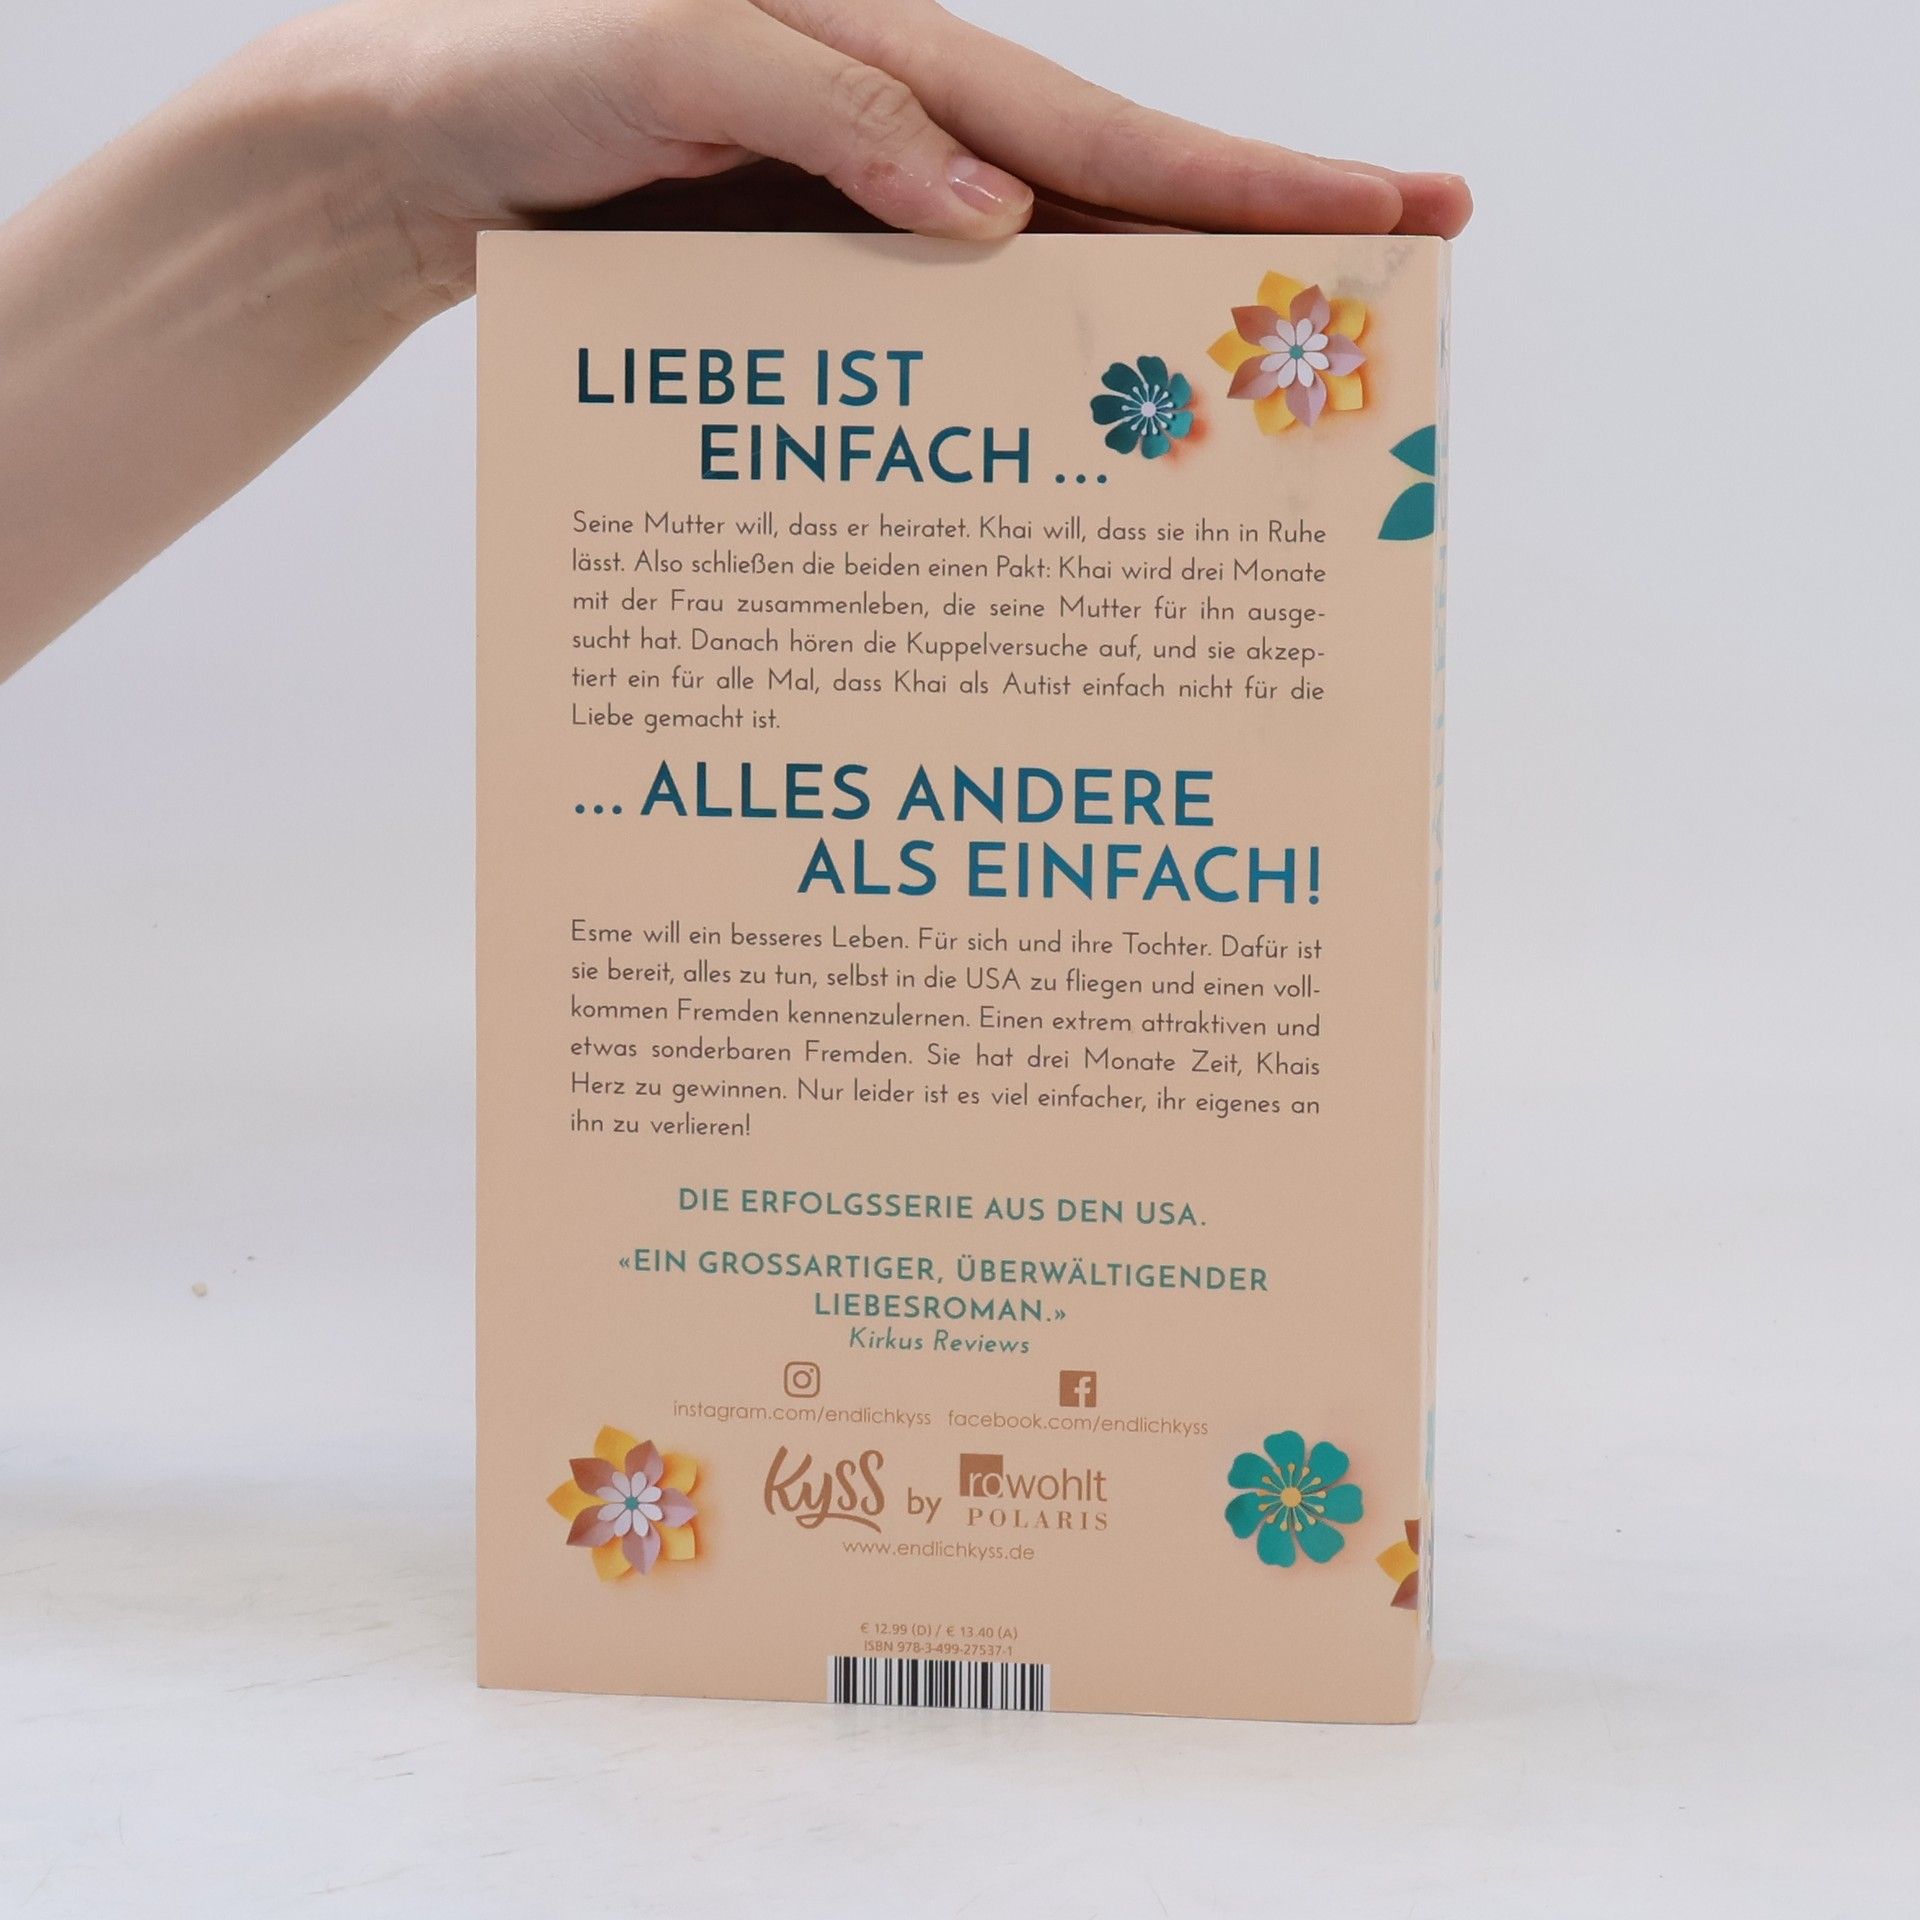 LIEBE IST
EINFACH ...
Seine Mutter will, dass er heiratet. Khai will, dass sie ihn in Ruhe
lässt. Also schließen die beiden einen Pakt: Khai wird drei Monate
mit der Frau zusammenleben, die seine Mutter für ihn ausge-
sucht hat. Danach hören die Kuppelversuche auf, und sie akzep-
tiert ein für alle Mal, dass Khai als Autist einfach nicht für die
Liebe gemacht ist.
... ALLES ANDERE
ALS EINFACH!
Esme will ein besseres Leben. Für sich und ihre Tochter. Dafür ist
sie bereit, alles zu tun, selbst in die USA zu fliegen und einen voll-
kommen Fremden kennenzulernen. Einen extrem attraktiven und
etwas sonderbaren Fremden. Sie hat drei Monate Zeit, Khais
Herz zu gewinnen. Nur leider ist es viel einfacher, ihr eigenes an
ihn zu verlieren!
DIE ERFOLGSSERIE AUS DEN USA.
«EIN GROSSARTIGER, ÜBERWÄLTIGENDER
LIEBESROMAN.»
Kirkus Reviews
instagram.com/endlichkyss facebook.com/endlichkyss
Kyss by rowohlt
POLARIS
www.endlichkyss.de
€ 12.99 (D) / € 13.40 (A)
ISBN 978-3-499-27537-1